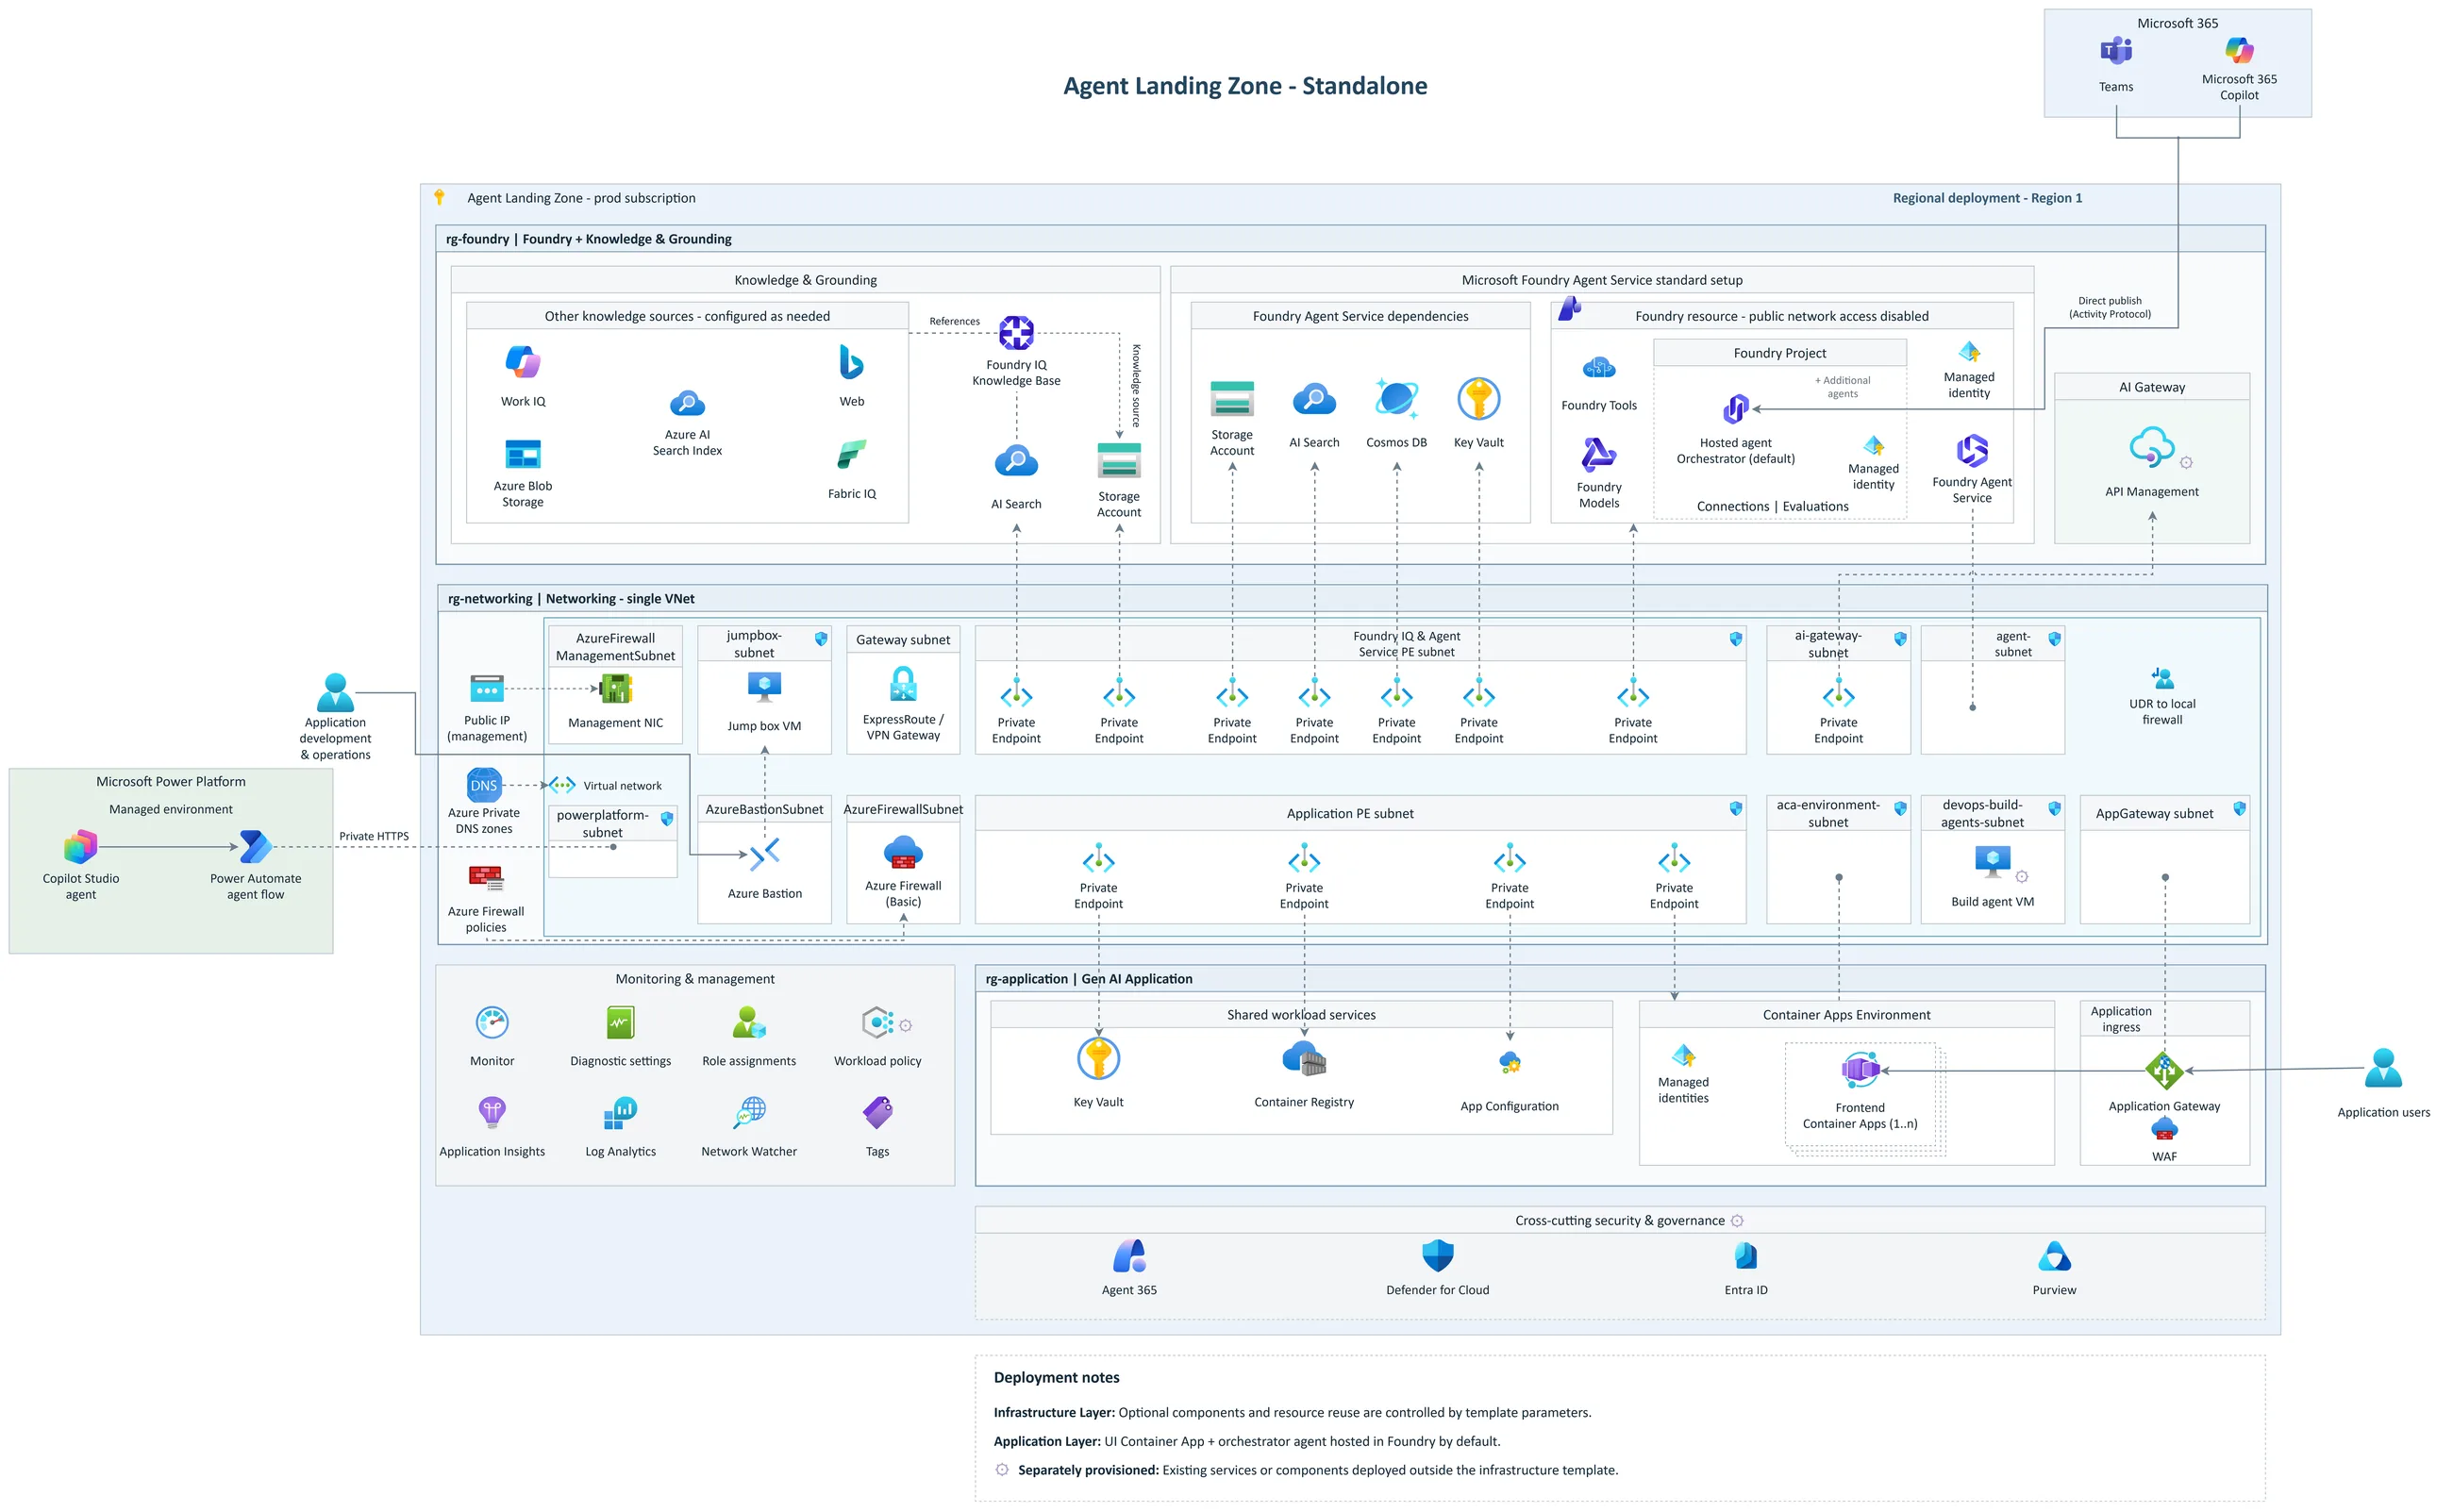 Microsoft 365
Teams
Microsoft 365
Copilot
Agent Landing Zone - Standalone
Agent Landing Zone - prod subscription
Regional deployment - Region 1
rg-foundry | Foundry + Knowledge & Grounding
Knowledge & Grounding
Other knowledge sources - configured as needed
Work IQ
Azure AI
Search Index
Web
Azure Blob
Storage
Fabric IQ
References
Foundry IQ
Knowledge Base
Knowledge source
AI Search
Storage
Account
Microsoft Foundry Agent Service standard setup
Foundry Agent Service dependencies
Storage
Account
AI Search
Cosmos DB
Key Vault
Foundry resource - public network access disabled
Foundry Tools
Foundry
Models
Foundry Project
+ Additional
agents
Hosted agent
Orchestrator (default)
Managed
identity
Connections | Evaluations
Managed
identity
Foundry Agent
Service
Direct publish
(Activity Protocol)
AI Gateway
API Management
rg-networking | Networking - single VNet
Public IP
(management)
AzureFirewall
ManagementSubnet
Management NIC
jumpbox-
subnet
Jump box VM
Gateway subnet
ExpressRoute /
VPN Gateway
Foundry IQ & Agent
Service PE subnet
Private
Endpoint
Private
Endpoint
Private
Endpoint
Private
Endpoint
Private
Endpoint
Private
Endpoint
Private
Endpoint
ai-gateway-
subnet
Private
Endpoint
agent-
subnet
UDR to local
firewall
Application
development
& operations
Microsoft Power Platform
Managed environment
Copilot Studio
agent
Power Automate
agent flow
Private HTTPS
DNS
Azure Private
DNS zones
Virtual network
powerplatform-
subnet
Azure Firewall
policies
AzureBastionSubnet
Azure Bastion
AzureFirewallSubnet
Azure Firewall
(Basic)
Application PE subnet
Private
Endpoint
Private
Endpoint
Private
Endpoint
Private
Endpoint
aca-environment-
subnet
devops-build-
agents-subnet
Build agent VM
AppGateway subnet
Monitoring & management
Monitor
Diagnostic settings
Role assignments
Workload policy
Application Insights
Log Analytics
Network Watcher
Tags
rg-application | Gen AI Application
Shared workload services
Key Vault
Container Registry
App Configuration
Container Apps Environment
Managed
identities
Frontend
Container Apps (1..n)
Application
ingress
Application Gateway
WAF
Application users
Cross-cutting security & governance
Agent 365
Defender for Cloud
Entra ID
Purview
Deployment notes
Infrastructure Layer: Optional components and resource reuse are controlled by template parameters.
Application Layer: UI Container App + orchestrator agent hosted in Foundry by default.
Separately provisioned: Existing services or components deployed outside the infrastructure template.